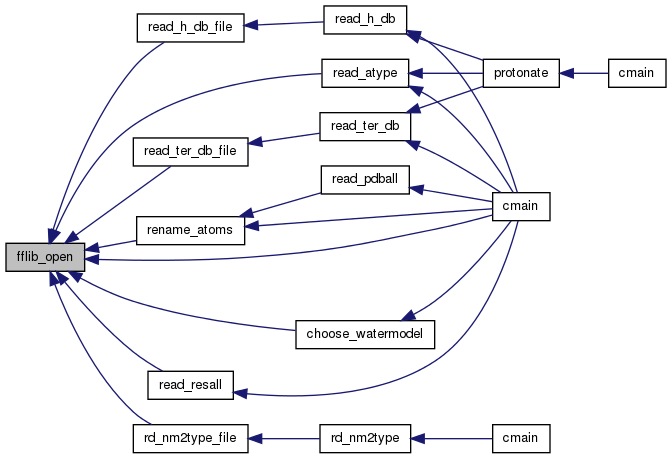 read_h_db
read_h_db_file
read_atype
protonate
cmain
read_ter_db
read_ter_db_file
read_pdball
cmain
rename_atoms
fflib_open
choose_watermodel
read_resall
rd_nm2type_file
rd_nm2type
cmain